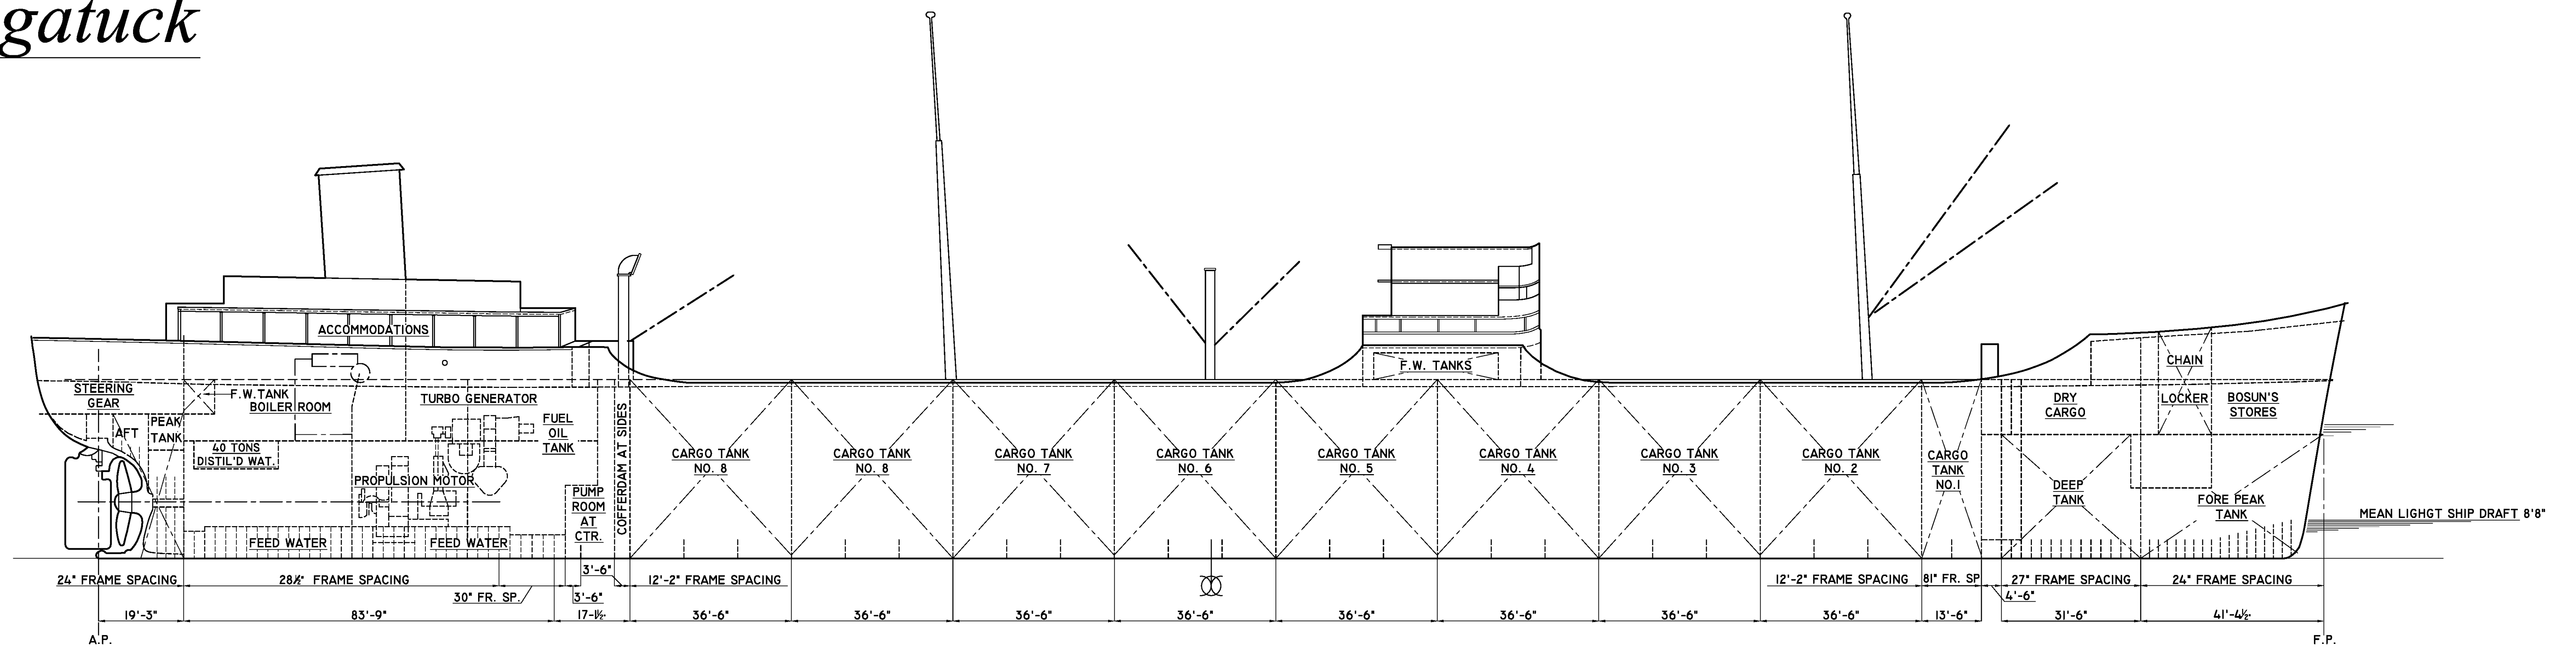 gatuck
ACCOMMODATIONS
STEERING
GEAR
F.W.TANK
BOILER ROOM
TURBO GENERATOR
FUEL
OIL
TANK
AFT
PEAK
TANK
40 TONS
DISTIL'D WAT.
PROPULSION MOTOR
FEED WATER
FEED WATER
PUMP
ROOM
AT
CTR.
COFFERDAM AT SIDES
CARGO TANK
NO. 8
CARGO TANK
NO. 8
CARGO TANK
NO. 7
CARGO TANK
NO. 6
CARGO TANK
NO. 5
CARGO TANK
NO. 4
CARGO TANK
NO. 3
CARGO TANK
NO. 2
CARGO
TANK
NO.1
F.W. TANKS
DRY
CARGO
CHAIN
LOCKER
BOSUN'S
STORES
DEEP
TANK
FORE PEAK
TANK
MEAN LIGHGT SHIP DRAFT 8'8"
24" FRAME SPACING
28½" FRAME SPACING
30" FR. SP.
3'-6"
3'-6"
12'-2" FRAME SPACING
12'-2" FRAME SPACING
81" FR. SP.
4'-6"
27" FRAME SPACING
24" FRAME SPACING
19'-3"
83'-9"
17-1½"
36'-6"
36'-6"
36'-6"
36'-6"
36'-6"
36'-6"
36'-6"
36'-6"
13'-6"
31'-6"
41'-4½"
A.P.
F.P.